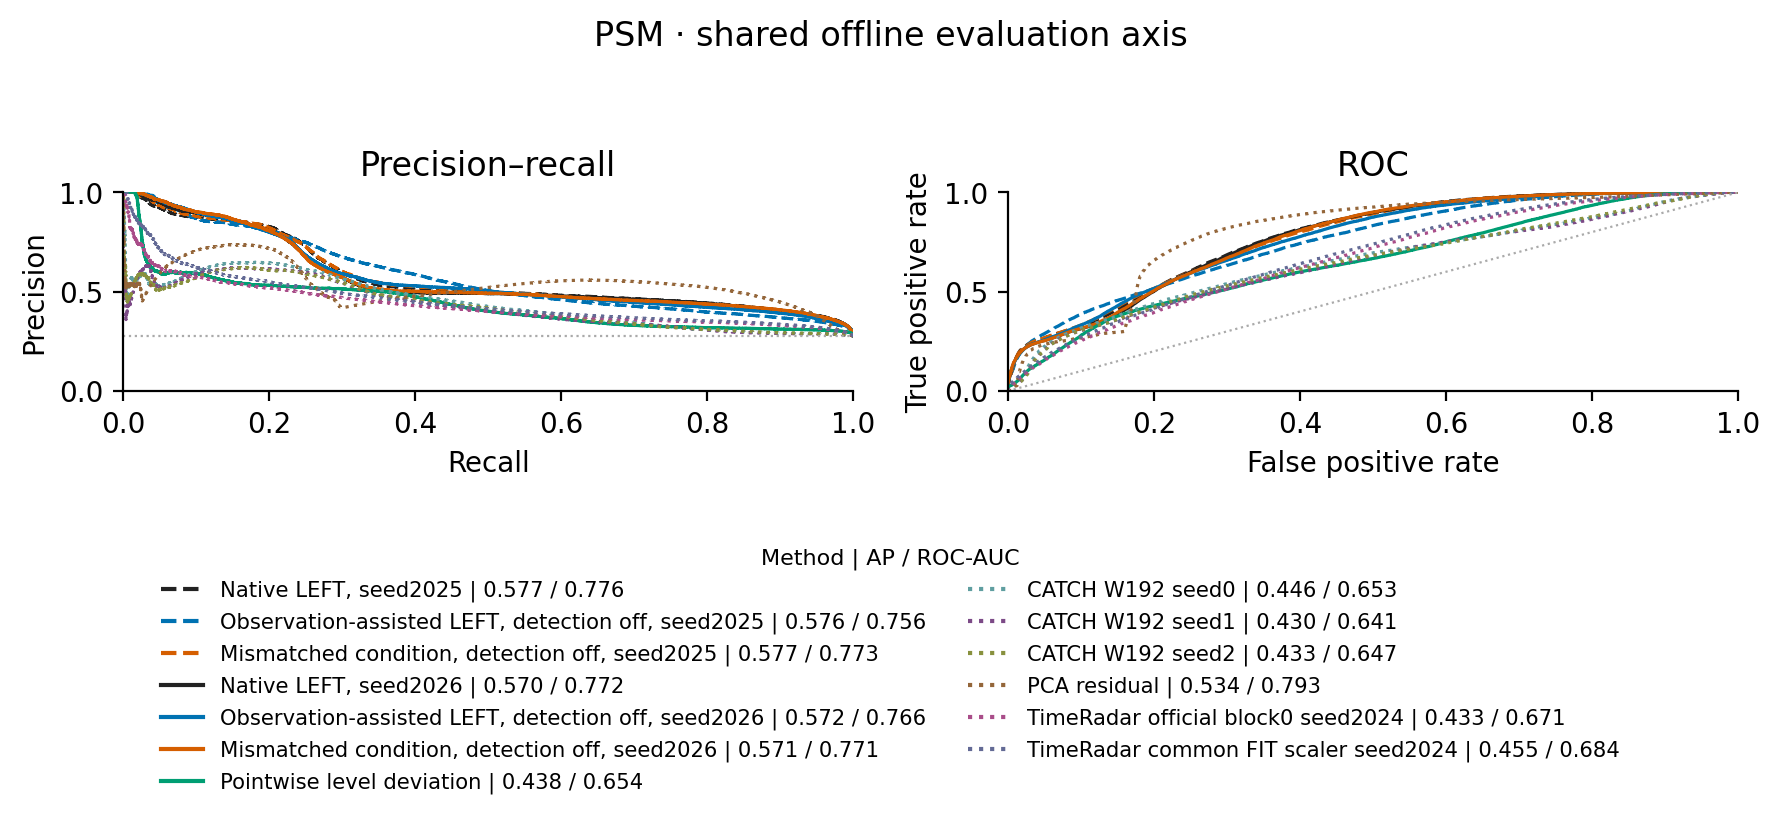 PSM · shared offline evaluation axis
Precision–recall
Precision
1.0
0.5
0.0
0.0 0.2 0.4 0.6 0.8 1.0
Recall
ROC
True positive rate
1.0
0.5
0.0
0.0 0.2 0.4 0.6 0.8 1.0
False positive rate
Method | AP / ROC-AUC
Native LEFT, seed2025 | 0.577 / 0.776
Observation-assisted LEFT, detection off, seed2025 | 0.576 / 0.756
Mismatched condition, detection off, seed2025 | 0.577 / 0.773
Native LEFT, seed2026 | 0.570 / 0.772
Observation-assisted LEFT, detection off, seed2026 | 0.572 / 0.766
Mismatched condition, detection off, seed2026 | 0.571 / 0.771
Pointwise level deviation | 0.438 / 0.654
CATCH W192 seed0 | 0.446 / 0.653
CATCH W192 seed1 | 0.430 / 0.641
CATCH W192 seed2 | 0.433 / 0.647
PCA residual | 0.534 / 0.793
TimeRadar official block0 seed2024 | 0.433 / 0.671
TimeRadar common FIT scaler seed2024 | 0.455 / 0.684